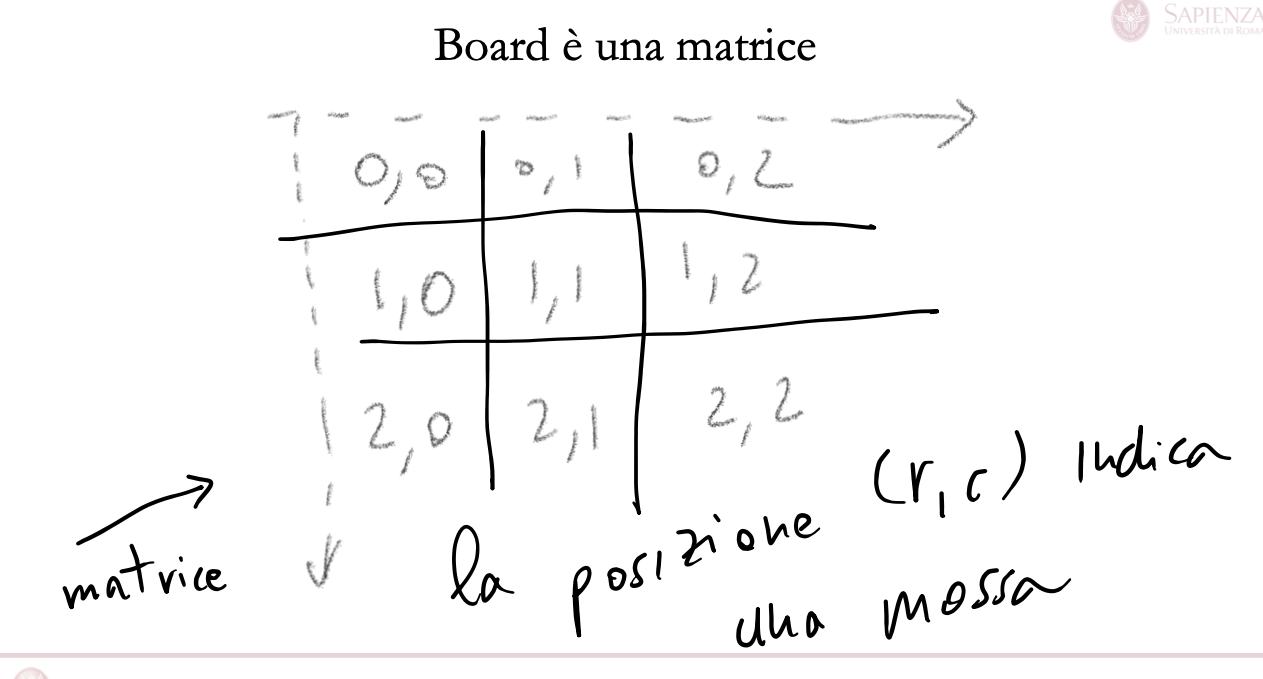 SAPIENZA
UNIVERSITÀ DI ROMA
Board è una matrice
0,0 0,1 0,2
1,0 1,1 1,2
2,0 2,1 2,2
(r,c) indica
la posizione
una mossa
matrice